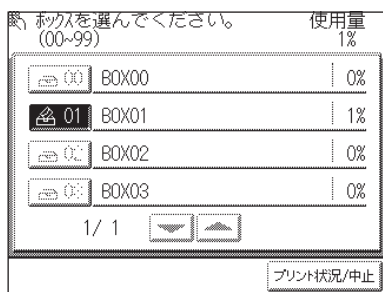 ボックスを選んでください。 使用量
(00~99) 1%
00 BOX00 0%
01 BOX01 1%
02 BOX02 0%
03 BOX03 0%
1/ 1
プリント状況/中止